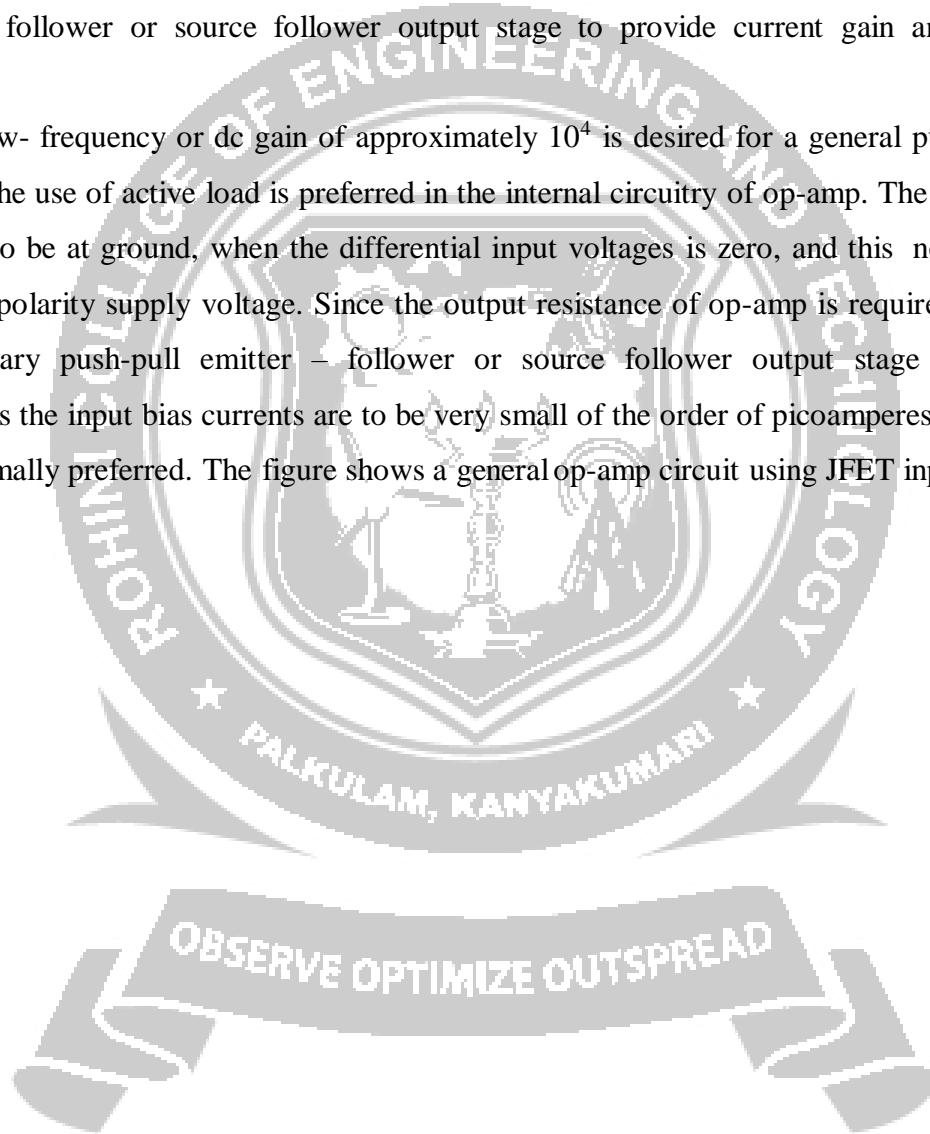 follower or source follower output stage to provide current gain
w- frequency or dc gain of approximately 10⁴ is desired for a general
he use of active load is preferred in the internal circuitry of op-amp. The
o be at ground, when the differential input voltages is zero, and this
polarity supply voltage. Since the output resistance of op-amp is require
ary push-pull emitter – follower or source follower output stage
s the input bias currents are to be very small of the order of picoamperes
mally preferred. The figure shows a general op-amp circuit using JFET inp
ROHINI COLLEGE OF ENGINEERING AND TECHNOLOGY
PALKULAM, KANYAKUMARI
OBSERVE OPTIMIZE OUTSPREAD